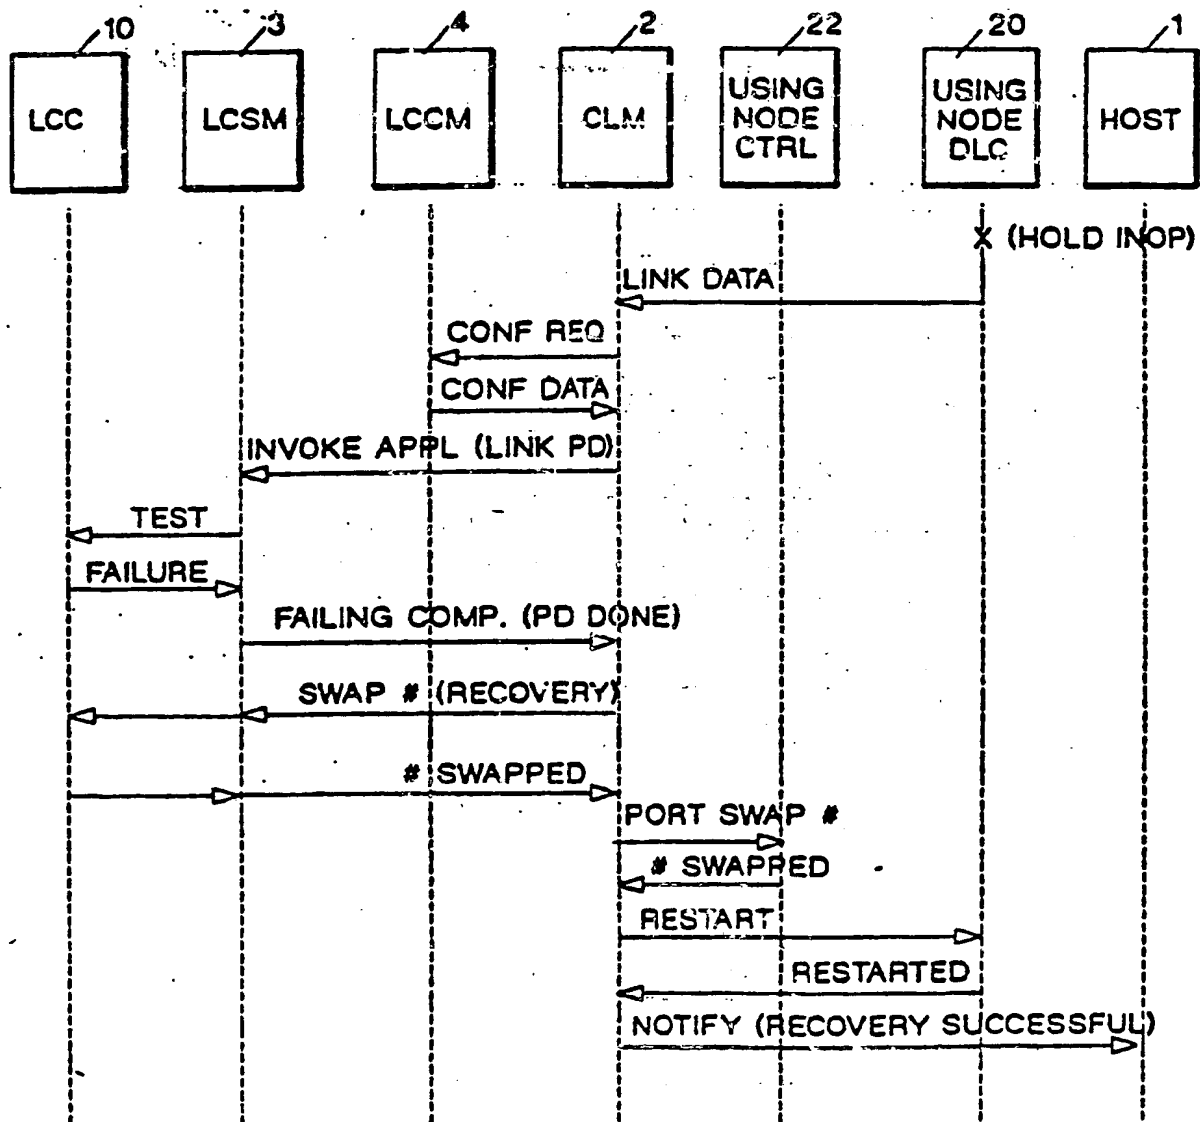 10
3
4
2
22
20
1
LCC
LCSM
LCCM
CLM
USING
NODE
CTRL
USING
NODE
DLC
HOST
X (HOLD INOP)
LINK DATA
CONF REQ
CONF DATA
INVOKE APPL (LINK PD)
TEST
FAILURE
FAILING COMP. (PD DONE)
SWAP # (RECOVERY)
# SWAPPED
PORT SWAP #
# SWAPPED
RESTART
RESTARTED
NOTIFY (RECOVERY SUCCESSFUL)